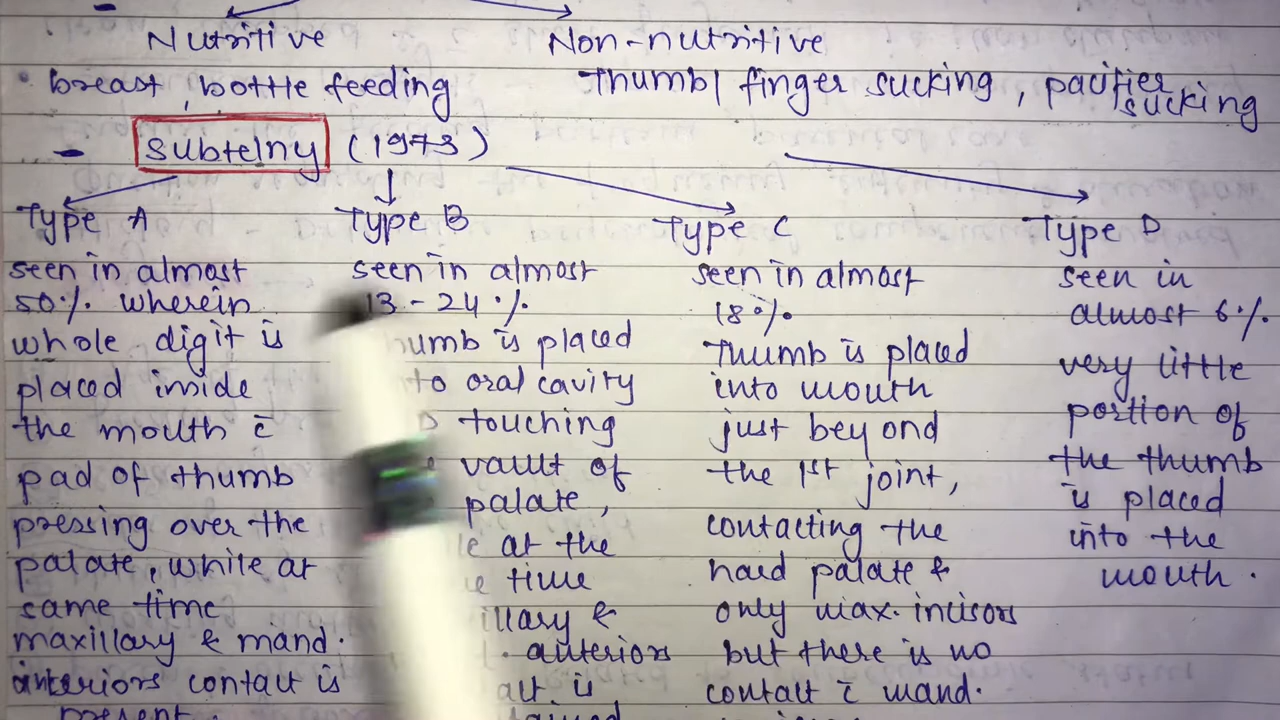 Nutritive Non-nutritive
• breast, bottle feeding Thumb/ finger sucking, pacifier sucking
- Subtelny (1973)
Type A
seen in almost
50% wherein
whole digit is
placed inside
the mouth c̄
pad of thumb
pressing over the
palate, while at
same time
maxillary & mand.
anteriors contact is
present.
Type B
seen in almost
13-24%
is placed
oral cavity
touching
vault of
palate,
at the
time
&
anteriors
is
Type C
seen in almost
18%
Thumb is placed
into mouth
just beyond
the 1st joint,
contacting the
hard palate &
only max. incisors
but there is no
contact c̄ mand.
Type D
seen in
almost 6%
very little
portion of
the thumb
is placed
into the
mouth.